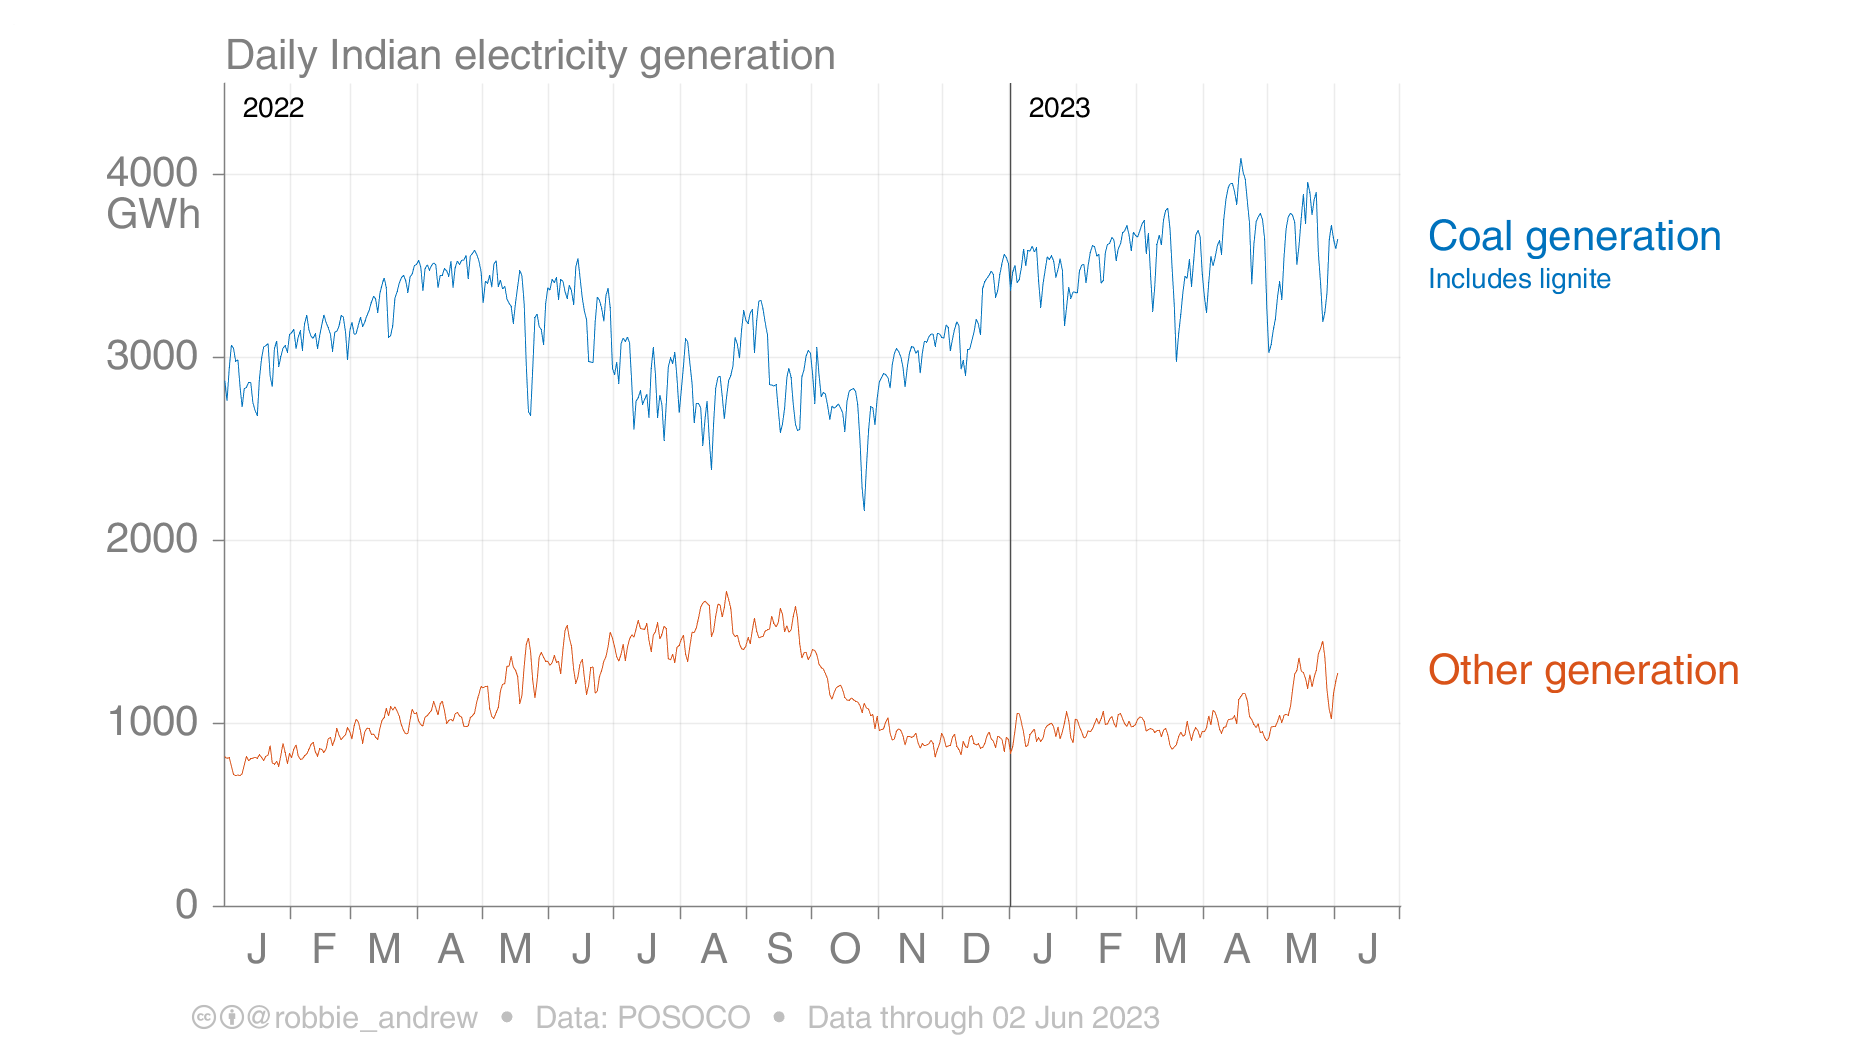 Daily Indian electricity generation
2022
2023
4000
GWh
3000
2000
1000
0
Coal generation
Includes lignite
Other generation
J F M A M J J A S O N D J F M A M J
@robbie_andrew • Data: POSOCO • Data through 02 Jun 2023